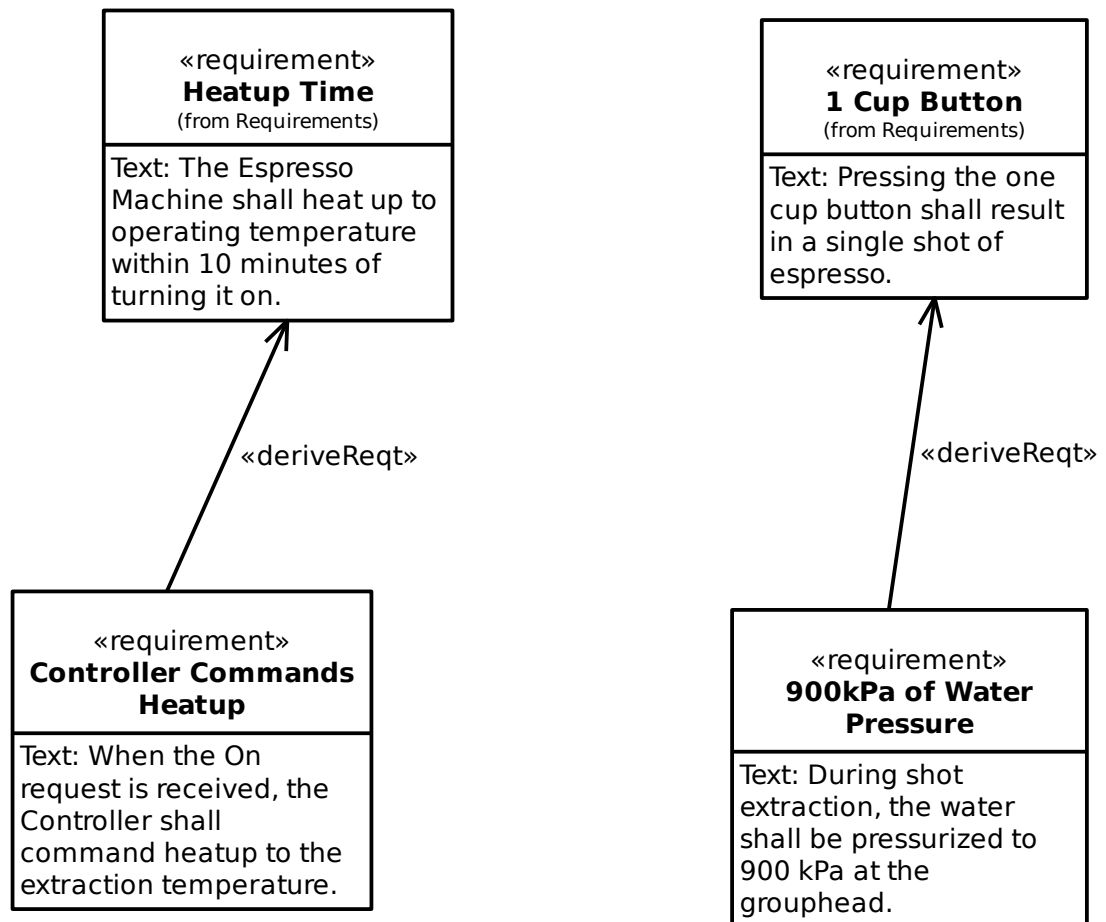 «requirement»
Heatup Time
(from Requirements)
Text: The Espresso
Machine shall heat up to
operating temperature
within 10 minutes of
turning it on.
«requirement»
1 Cup Button
(from Requirements)
Text: Pressing the one
cup button shall result
in a single shot of
espresso.
«deriveReqt»
«deriveReqt»
«requirement»
Controller Commands
Heatup
Text: When the On
request is received, the
Controller shall
command heatup to the
extraction temperature.
«requirement»
900kPa of Water
Pressure
Text: During shot
extraction, the water
shall be pressurized to
900 kPa at the
grouphead.